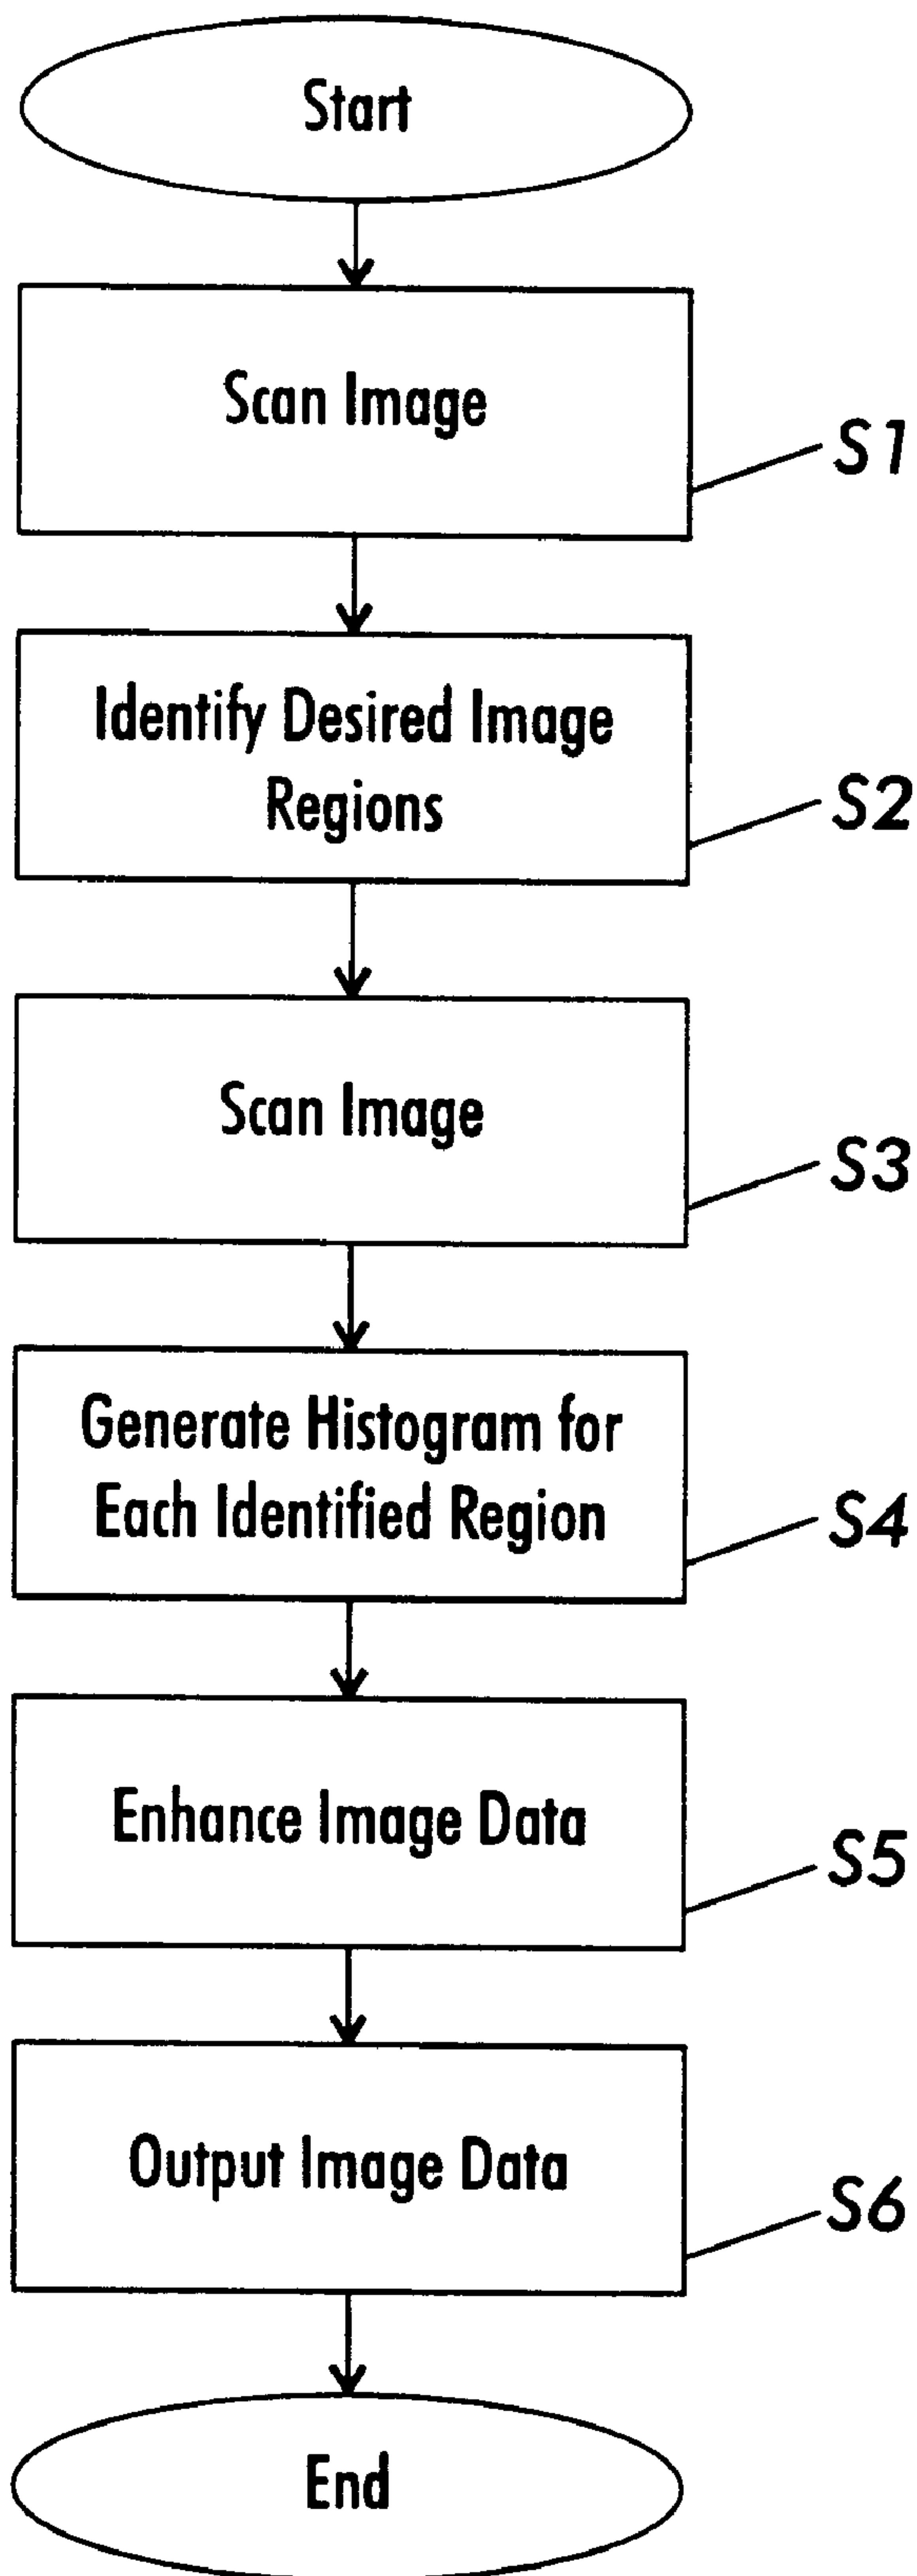 Start
Scan Image
S1
Identify Desired Image
Regions
S2
Scan Image
S3
Generate Histogram for
Each Identified Region
S4
Enhance Image Data
S5
Output Image Data
S6
End